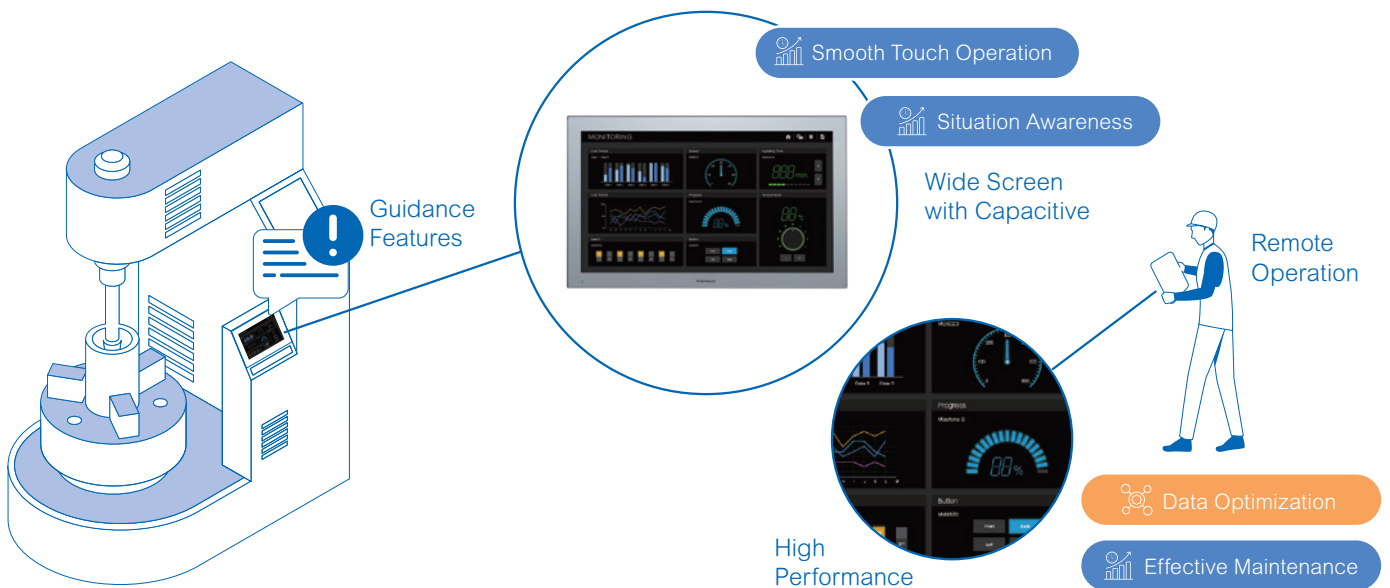 Smooth Touch Operation
Situation Awareness
Wide Screen
with Capacitive
Guidance
Features
MONITORING
Remote
Operation
Progress
Machine B
88%
Button
Data Optimization
Effective Maintenance
High
Performance